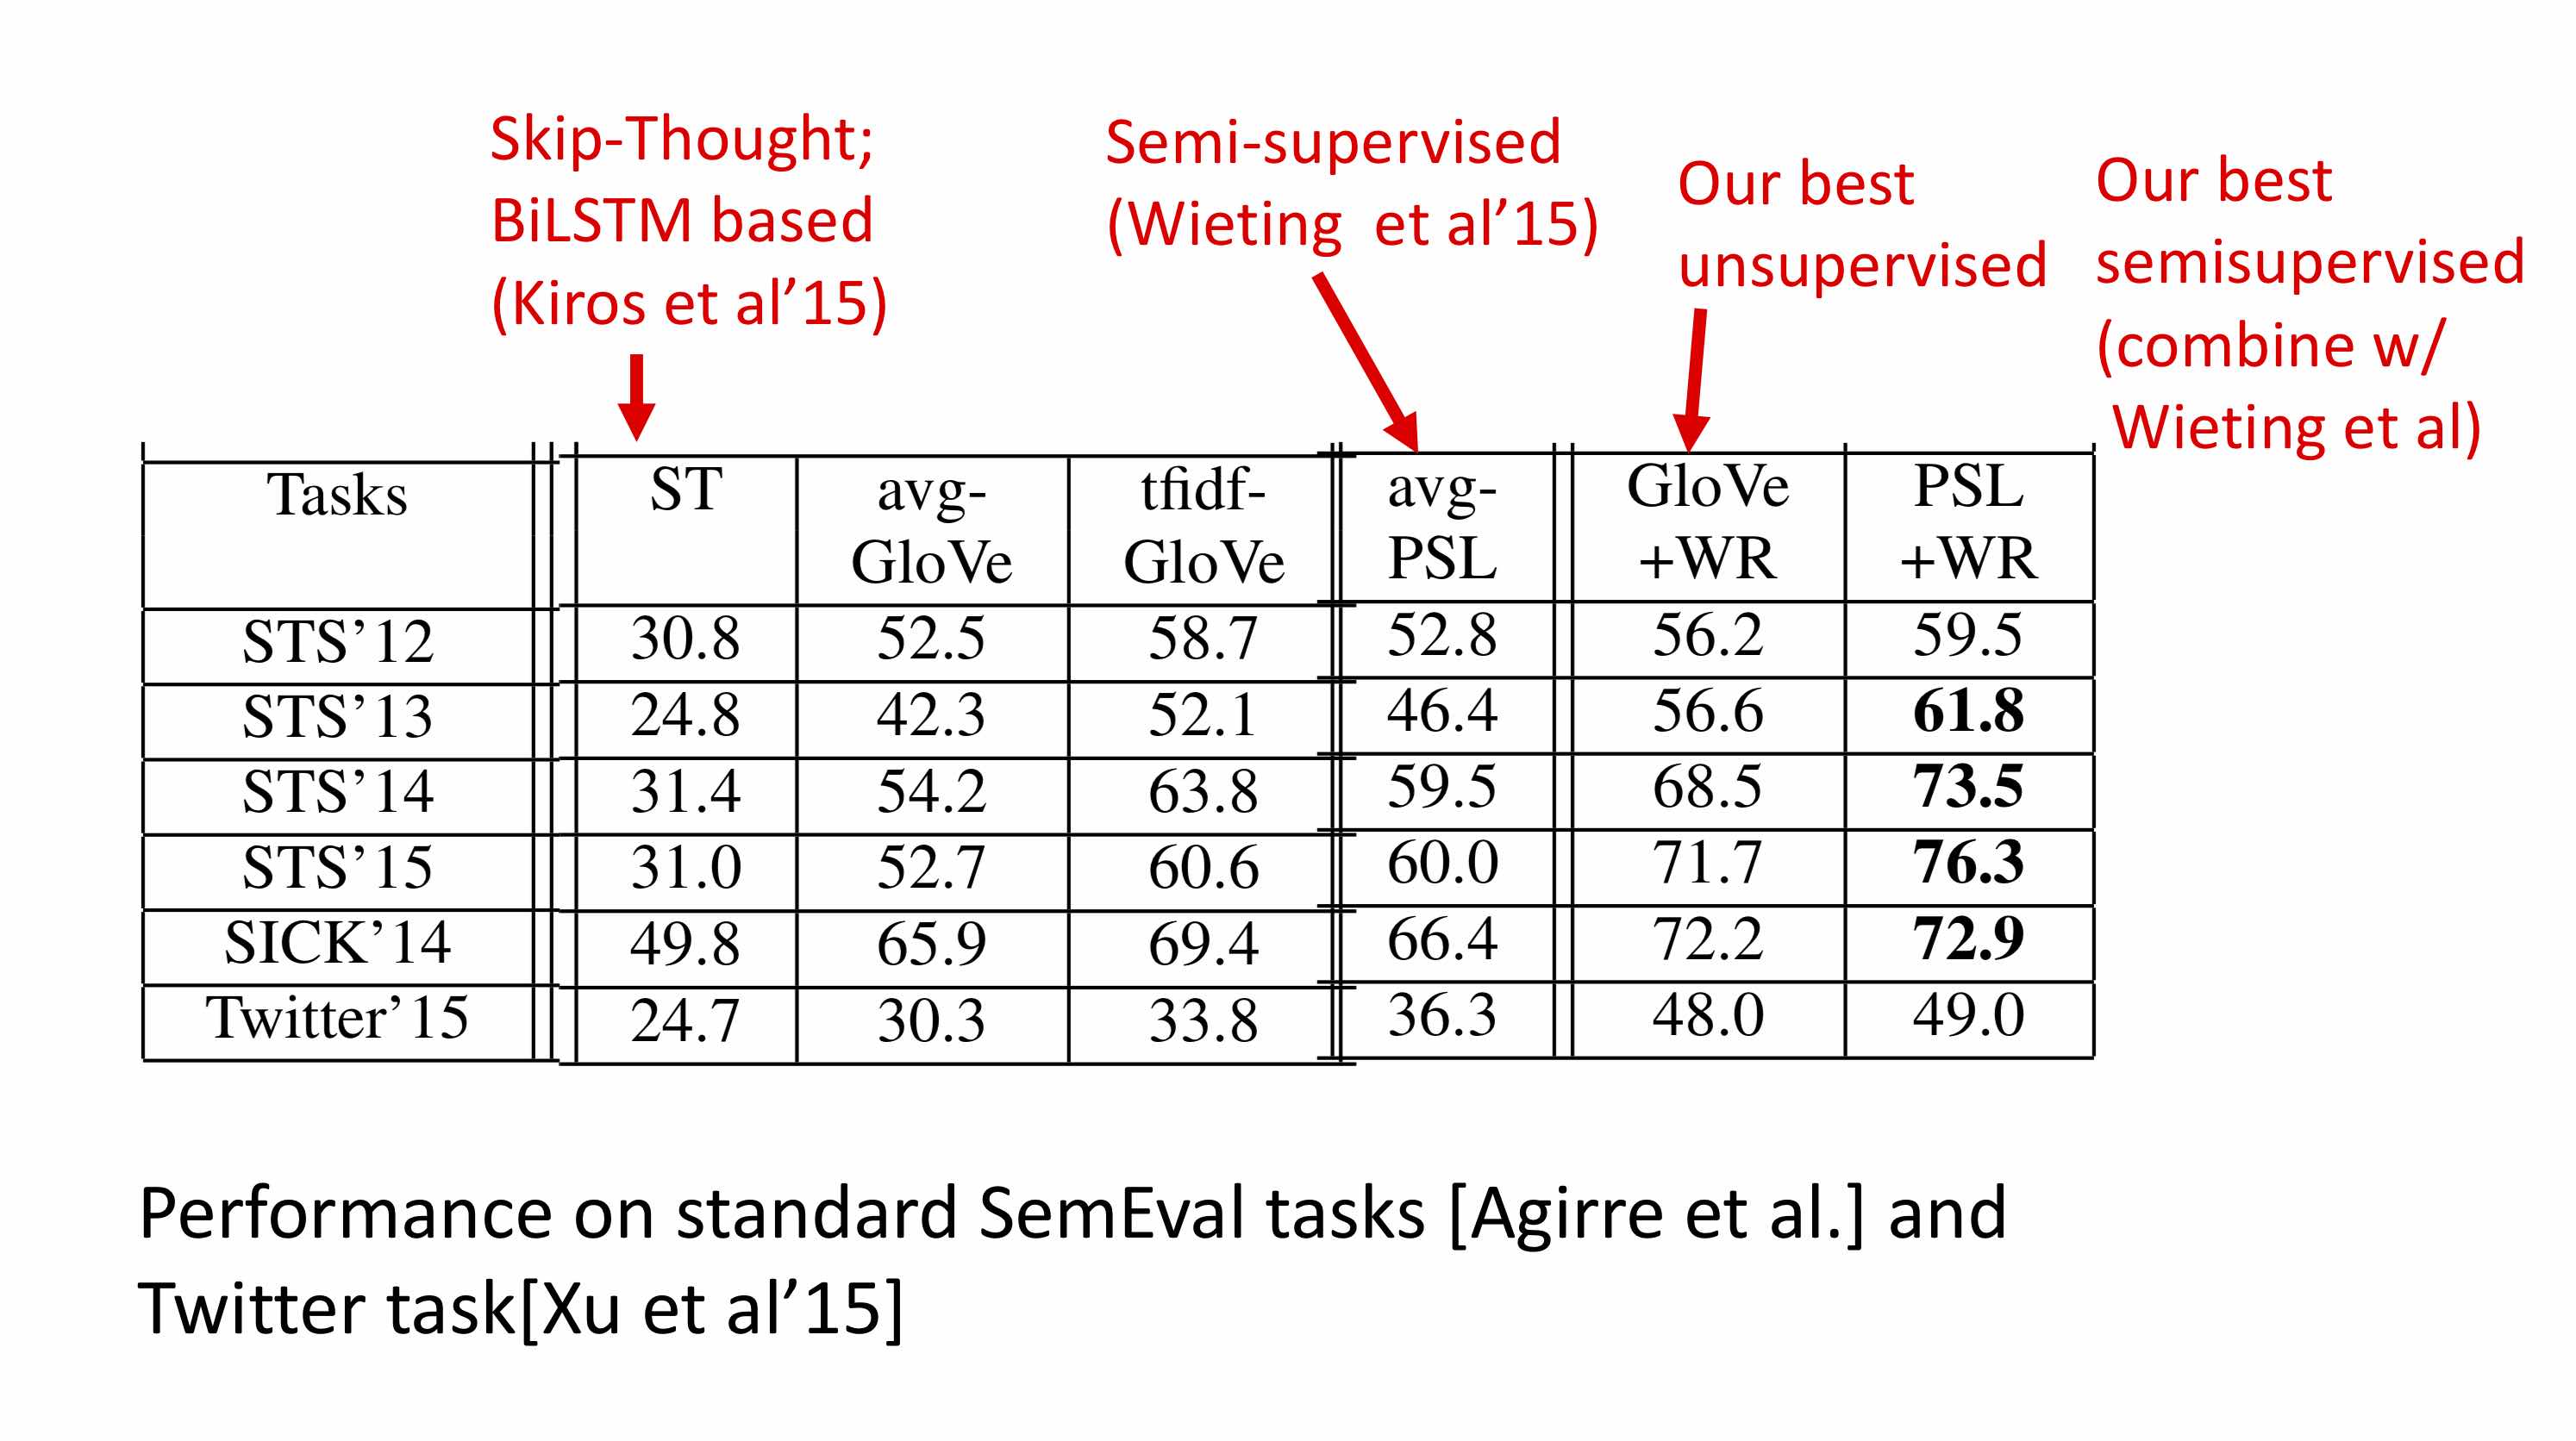 Skip-Thought;
BiLSTM based
(Kiros et al’15)
Semi-supervised
(Wieting et al’15)
Our best
unsupervised
Our best
semisupervised
(combine w/
Wieting et al)
Tasks ST avg- tfidf- avg- GloVe PSL
GloVe GloVe PSL +WR +WR
STS’12 30.8 52.5 58.7 52.8 56.2 59.5
STS’13 24.8 42.3 52.1 46.4 56.6 61.8
STS’14 31.4 54.2 63.8 59.5 68.5 73.5
STS’15 31.0 52.7 60.6 60.0 71.7 76.3
SICK’14 49.8 65.9 69.4 66.4 72.2 72.9
Twitter’15 24.7 30.3 33.8 36.3 48.0 49.0
Performance on standard SemEval tasks [Agirre et al.] and
Twitter task[Xu et al’15]